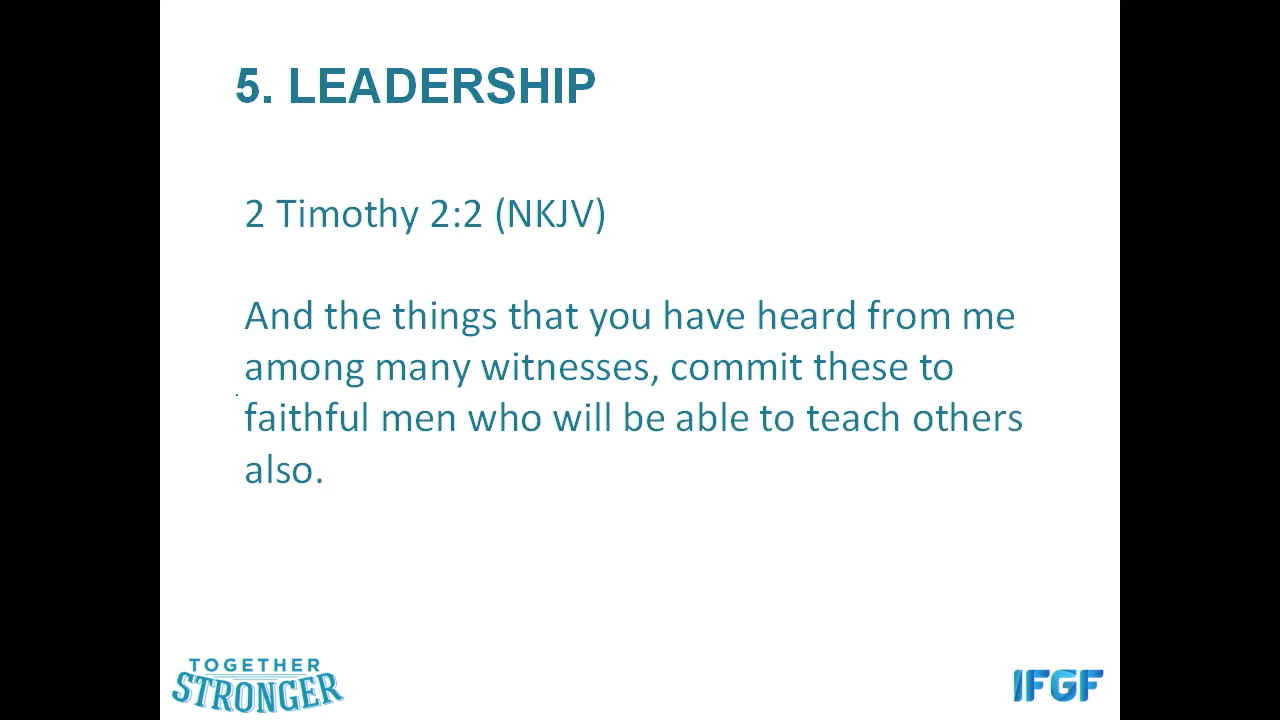 5. LEADERSHIP
2 Timothy 2:2 (NKJV)
And the things that you have heard from me
among many witnesses, commit these to
faithful men who will be able to teach others
also.
TOGETHER
STRONGER
IFGF